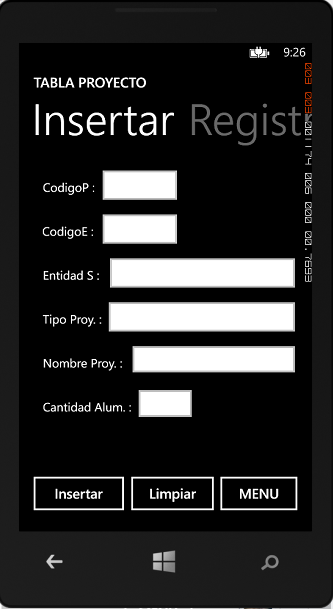 9:26
TABLA PROYECTO
Insertar Regist
CodigoP :
CodigoE :
Entidad S :
Tipo Proy. :
Nombre Proy. :
Cantidad Alum. :
Insertar Limpiar MENU